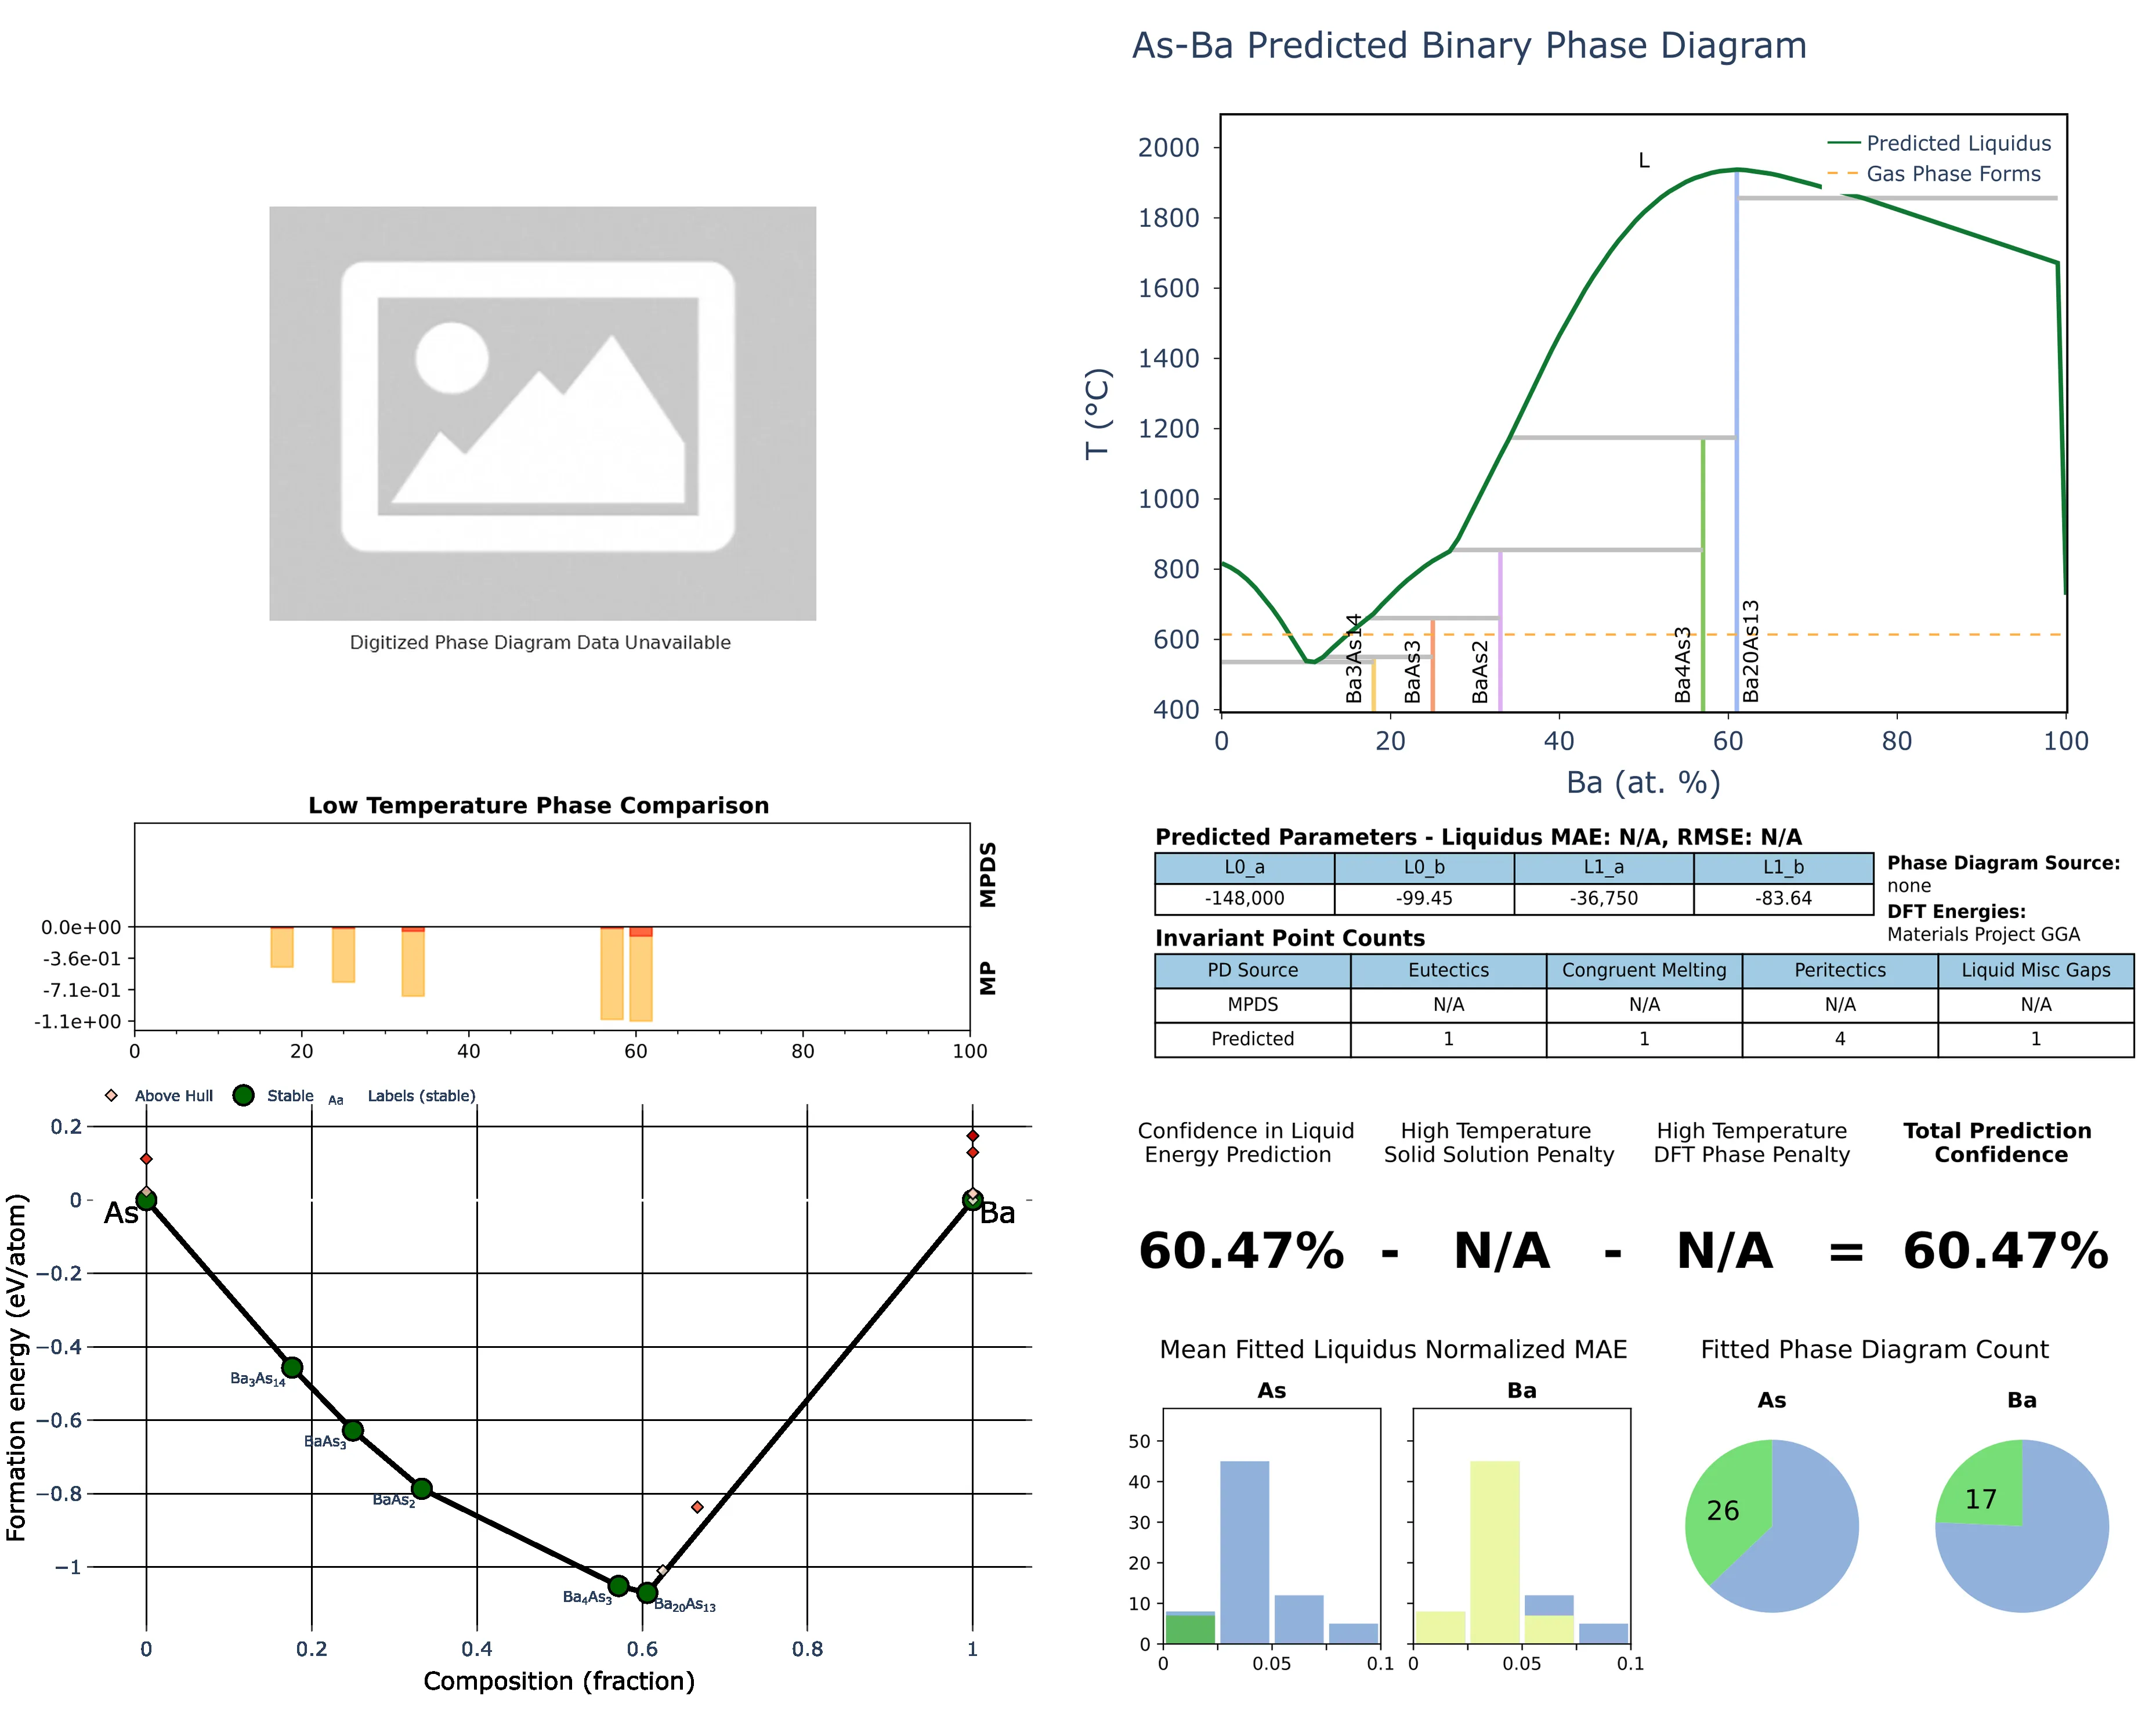 As-Ba Predicted Binary Phase Diagram
Digitized Phase Diagram Data Unavailable
T (°C)
2000
1800
1600
1400
1200
1000
800
600
400
0
20
40
60
80
100
Ba (at. %)
L
Predicted Liquidus
Gas Phase Forms
Ba3As14
BaAs3
BaAs2
Ba4As3
Ba20As13
Low Temperature Phase Comparison
MPDS
MP
0.0e+00
-3.6e-01
-7.1e-01
-1.1e+00
0
20
40
60
80
100
Predicted Parameters - Liquidus MAE: N/A, RMSE: N/A
L0_a L0_b L1_a L1_b
-148,000 -99.45 -36,750 -83.64
Phase Diagram Source:
none
DFT Energies:
Materials Project GGA
Invariant Point Counts
PD Source Eutectics Congruent Melting Peritectics Liquid Misc Gaps
MPDS N/A N/A N/A N/A
Predicted 1 1 4 1
Above Hull Stable Aa Labels (stable)
Formation energy (eV/atom)
0.2
0
−0.2
−0.4
−0.6
−0.8
−1
As
Ba
Ba₃As₁₄
BaAs₃
BaAs₂
Ba₄As₃
Ba₂₀As₁₃
0
0.2
0.4
0.6
0.8
1
Composition (fraction)
Confidence in Liquid
Energy Prediction
High Temperature
Solid Solution Penalty
High Temperature
DFT Phase Penalty
Total Prediction
Confidence
60.47% - N/A - N/A = 60.47%
Mean Fitted Liquidus Normalized MAE
As
Ba
50
40
30
20
10
0
0
0.05
0.1
0
0.05
0.1
Fitted Phase Diagram Count
As
Ba
26
17